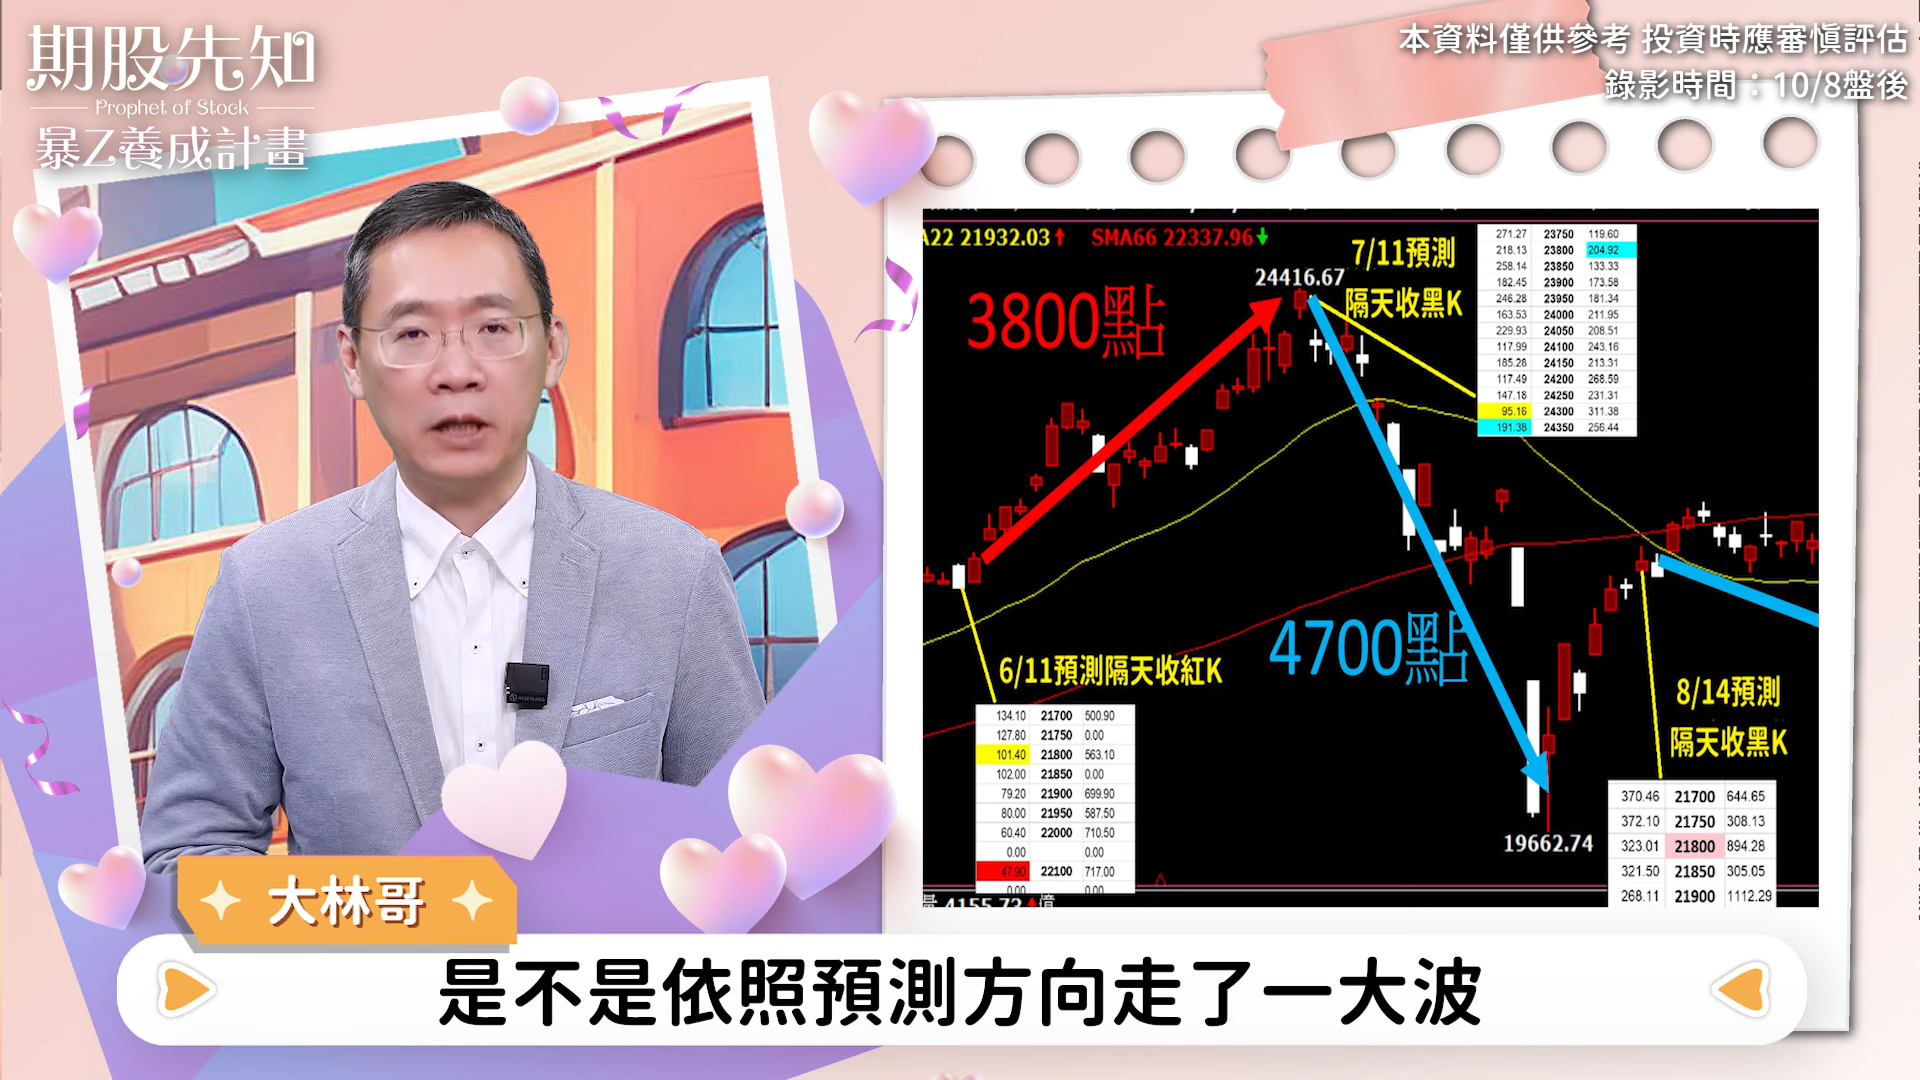 期股先知
Prophet of Stock
暴乙養成計畫
本資料僅供參考 投資時應審慎評估
錄影時間：10/8盤後
A22 21932.03 SMA66 22337.96
3800點
24416.67
7/11預測
隔天收黑K
271.27 23750 119.60
218.13 23800 204.92
258.14 23850 133.33
182.45 23900 173.58
246.28 23950 181.34
163.53 24000 211.95
229.93 24050 208.51
117.99 24100 243.16
185.28 24150 213.31
117.49 24200 268.59
147.18 24250 231.31
95.16 24300 311.38
191.38 24350 256.44
4700點
6/11預測隔天收紅K
134.10 21700 500.90
127.80 21750 0.00
101.40 21800 563.10
102.00 21850 0.00
79.20 21900 699.90
80.00 21950 587.50
60.40 22000 710.50
0.00 0.00
47.90 22100 717.00
0.00 0.00
8/14預測
隔天收黑K
19662.74
370.46 21700 644.65
372.10 21750 308.13
323.01 21800 894.28
321.50 21850 305.05
268.11 21900 1112.29
量 4155.73 億
大林哥
是不是依照預測方向走了一大波